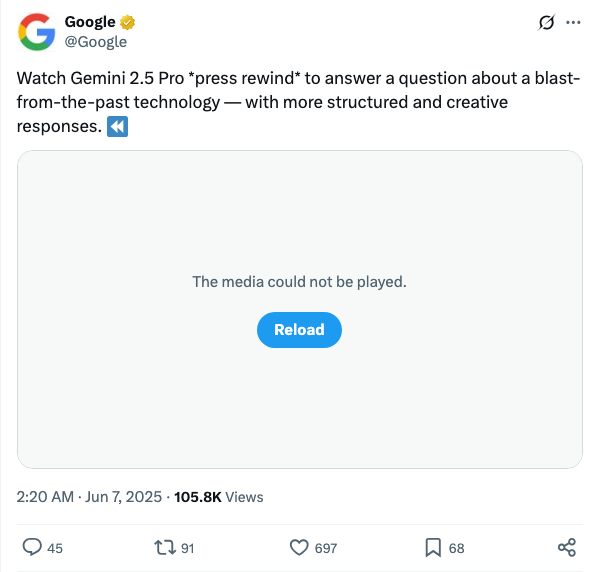 Google
@Google
Watch Gemini 2.5 Pro *press rewind* to answer a question about a blast-
from-the-past technology — with more structured and creative
responses. ⏪
The media could not be played.
Reload
2:20 AM · Jun 7, 2025 · 105.8K Views
45 91 697 68